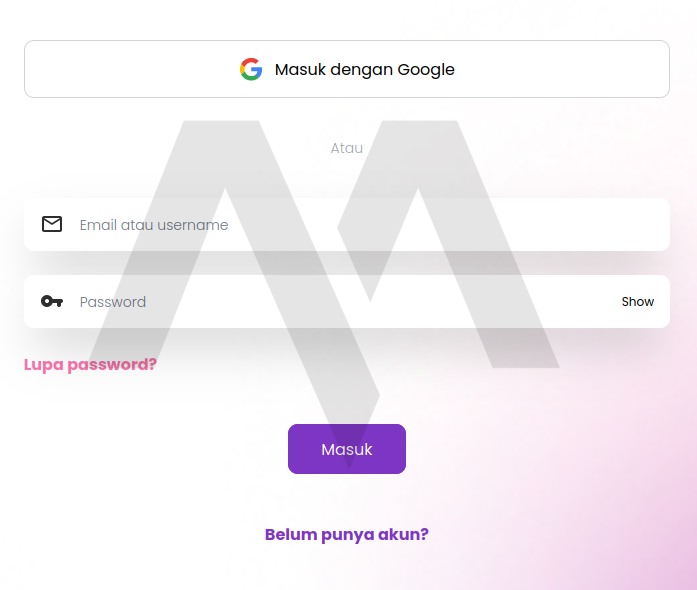 Masuk dengan Google
Atau
Email atau username
Password Show
Lupa password?
Masuk
Belum punya akun?